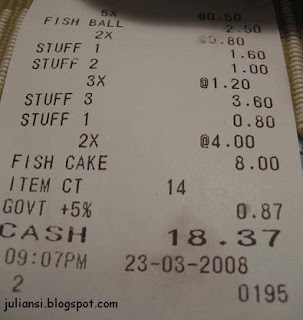 5X @0.50
FISH BALL 2.50
2X @0.80
STUFF 1 1.60
STUFF 2 1.00
3X @1.20
STUFF 3 3.60
STUFF 1 0.80
2X @4.00
FISH CAKE 8.00
ITEM CT 14
GOVT +5% 0.87
CASH 18.37
09:07PM 23-03-2008
2 0195
juliansi.blogspot.com